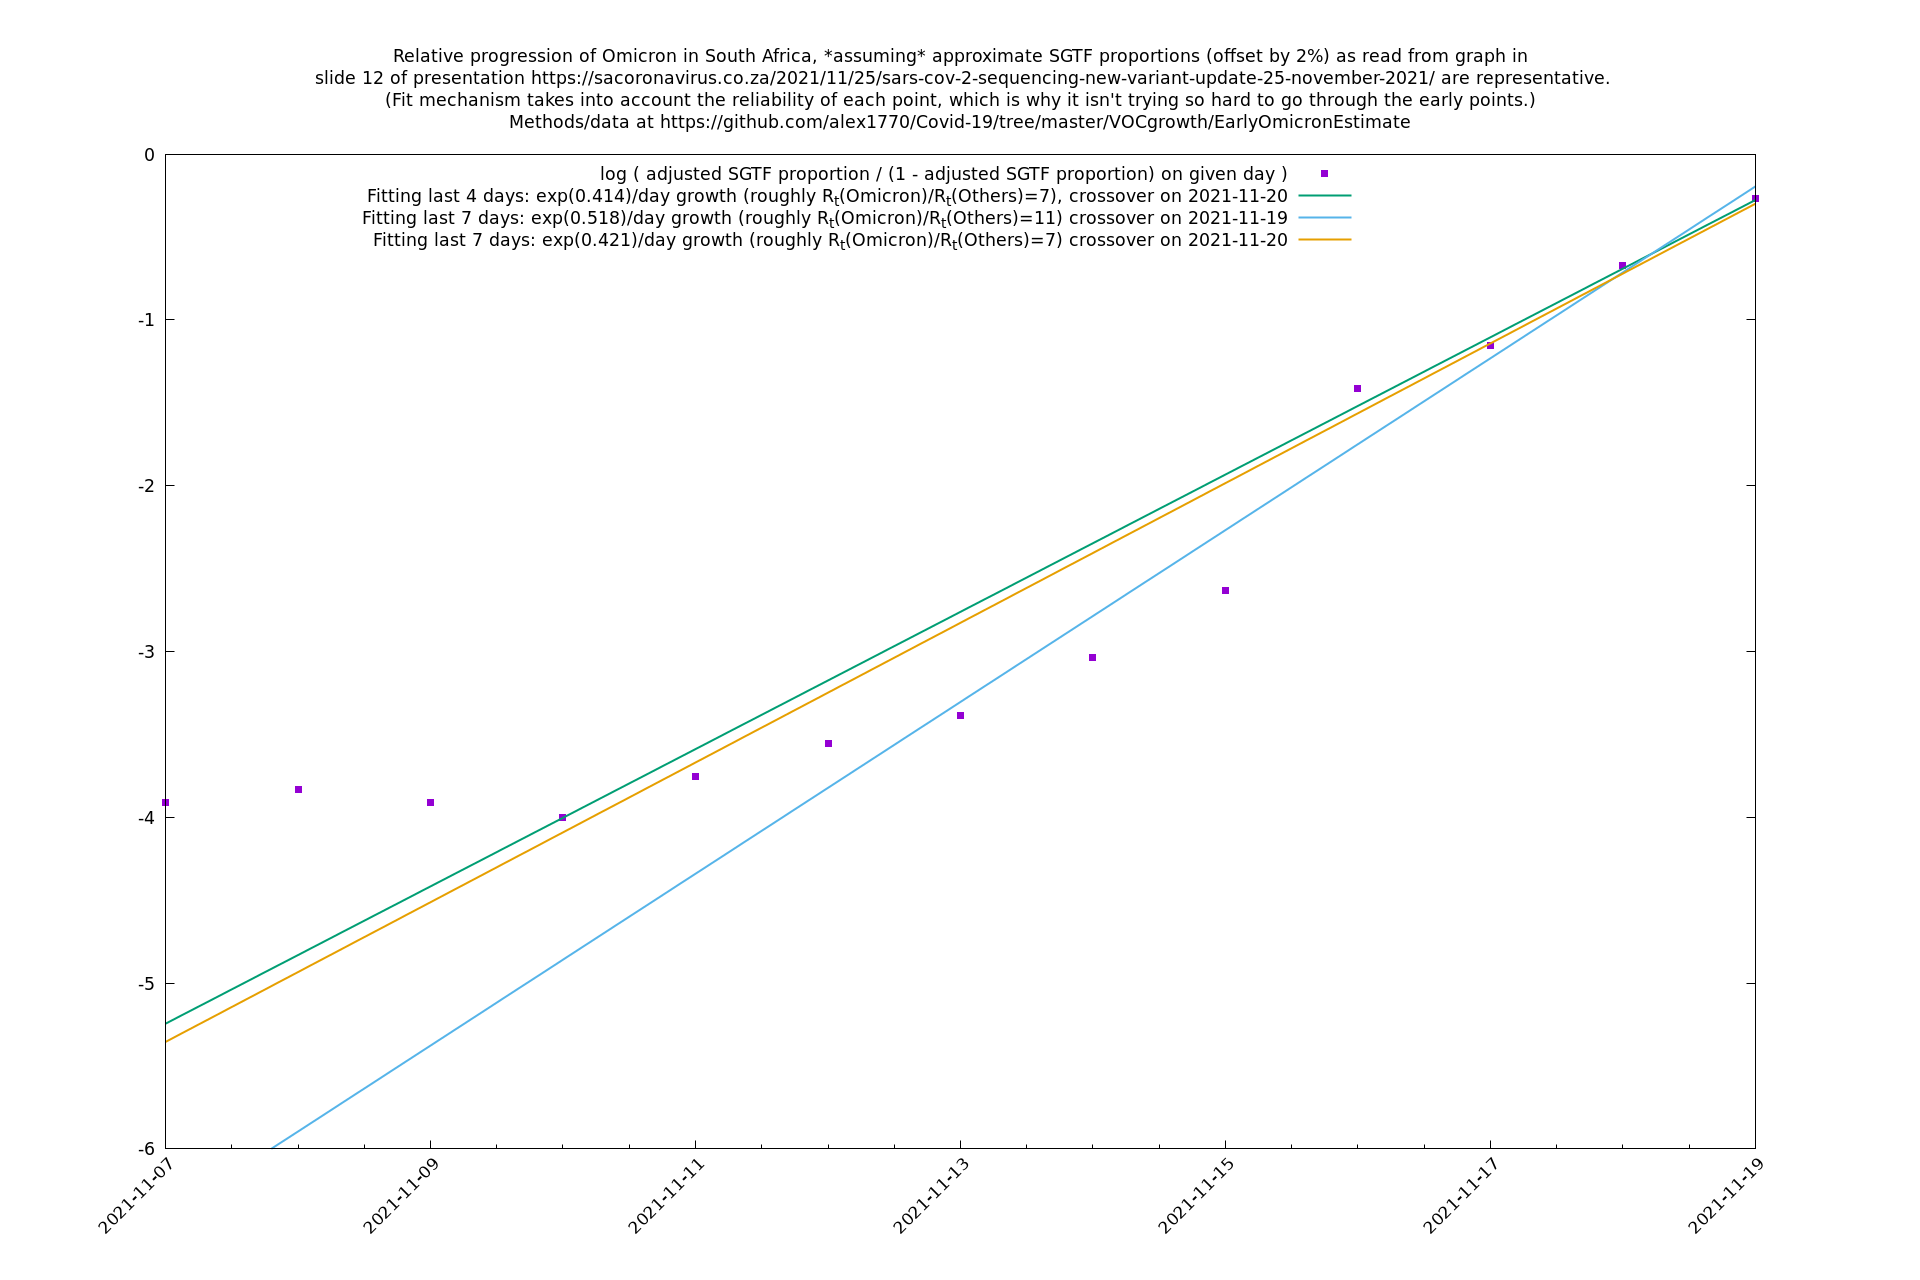 Relative progression of Omicron in South Africa, *assuming* approximate SGTF proportions (offset by 2%) as read from graph in
slide 12 of presentation https://sacoronavirus.co.za/2021/11/25/sars-cov-2-sequencing-new-variant-update-25-november-2021/ are representative.
(Fit mechanism takes into account the reliability of each point, which is why it isn't trying so hard to go through the early points.)
Methods/data at https://github.com/alex1770/Covid-19/tree/master/VOCgrowth/EarlyOmicronEstimate
log ( adjusted SGTF proportion / (1 - adjusted SGTF proportion) on given day )
Fitting last 4 days: exp(0.414)/day growth (roughly Rt(Omicron)/Rt(Others)=7), crossover on 2021-11-20
Fitting last 7 days: exp(0.518)/day growth (roughly Rt(Omicron)/Rt(Others)=11) crossover on 2021-11-19
Fitting last 7 days: exp(0.421)/day growth (roughly Rt(Omicron)/Rt(Others)=7) crossover on 2021-11-20
0
-1
-2
-3
-4
-5
-6
2021-11-07
2021-11-09
2021-11-11
2021-11-13
2021-11-15
2021-11-17
2021-11-19